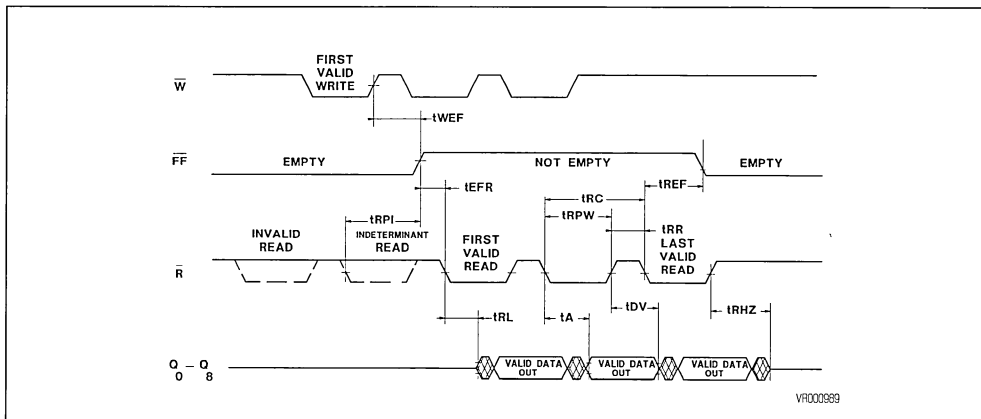 FIRST
VALID
WRITE
W
tWEF
FF
EMPTY
NOT EMPTY
EMPTY
tEFR
tREF
tRC
tRPI
tRPW
tRR
INVALID
READ
INDETERMINANT
READ
FIRST
VALID
READ
LAST
VALID
READ
R
tRL
tA
tDV
tRHZ
Q – Q
0 8
VALID DATA
OUT
VALID DATA
OUT
VALID DATA
OUT
VR000989